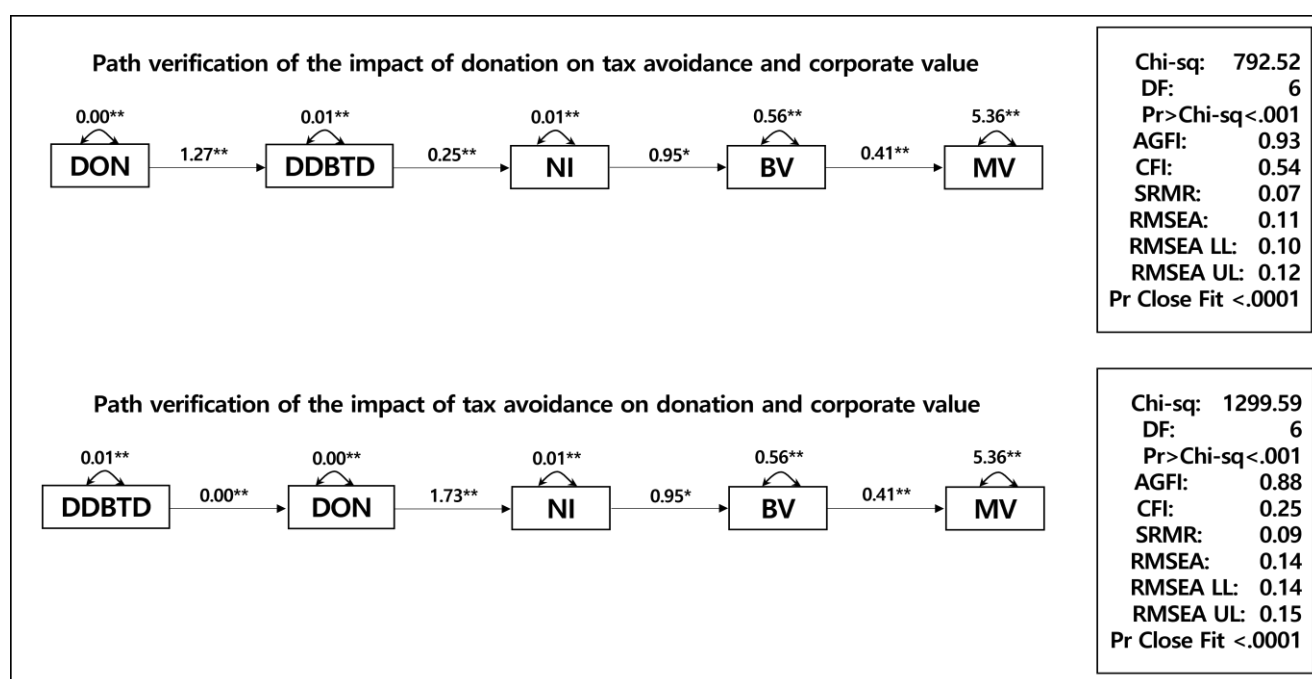 Path verification of the impact of donation on tax avoidance and corporate value
0.00** 0.01** 0.01** 0.56** 5.36**
DON 1.27** DDBTD 0.25** NI 0.95* BV 0.41** MV
Chi-sq: 792.52
DF: 6
Pr>Chi-sq<.001
AGFI: 0.93
CFI: 0.54
SRMR: 0.07
RMSEA: 0.11
RMSEA LL: 0.10
RMSEA UL: 0.12
Pr Close Fit <.0001
Path verification of the impact of tax avoidance on donation and corporate value
0.01** 0.00** 0.01** 0.56** 5.36**
DDBTD 0.00** DON 1.73** NI 0.95* BV 0.41** MV
Chi-sq: 1299.59
DF: 6
Pr>Chi-sq<.001
AGFI: 0.88
CFI: 0.25
SRMR: 0.09
RMSEA: 0.14
RMSEA LL: 0.14
RMSEA UL: 0.15
Pr Close Fit <.0001